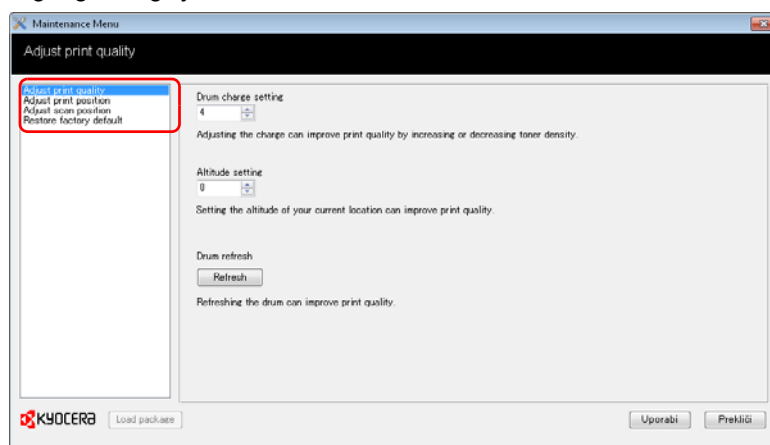 Maintenance Menu
Adjust print quality
Adjust print quality
Adjust print position
Adjust scan position
Restore factory default
Drum charge setting
4
Adjusting the charge can improve print quality by increasing or decreasing toner density.
Altitude setting
0
Setting the altitude of your current location can improve print quality.
Drum refresh
Refresh
Refreshing the drum can improve print quality.
KYOCERA
Load package
Uporabi
Prekliči